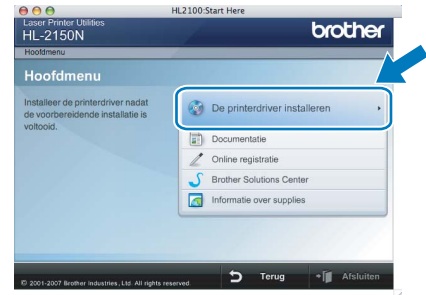 HL2100:Start Here
Laser Printer Utilities
HL-2150N
brother
Hoofdmenu
Hoofdmenu
Installeer de printerdriver nadat
de voorbereidende installatie is
voltooid.
De printerdriver installeren
Documentatie
Online registratie
Brother Solutions Center
Informatie over supplies
© 2001-2007 Brother Industries, Ltd. All rights reserved.
Terug
Afsluiten